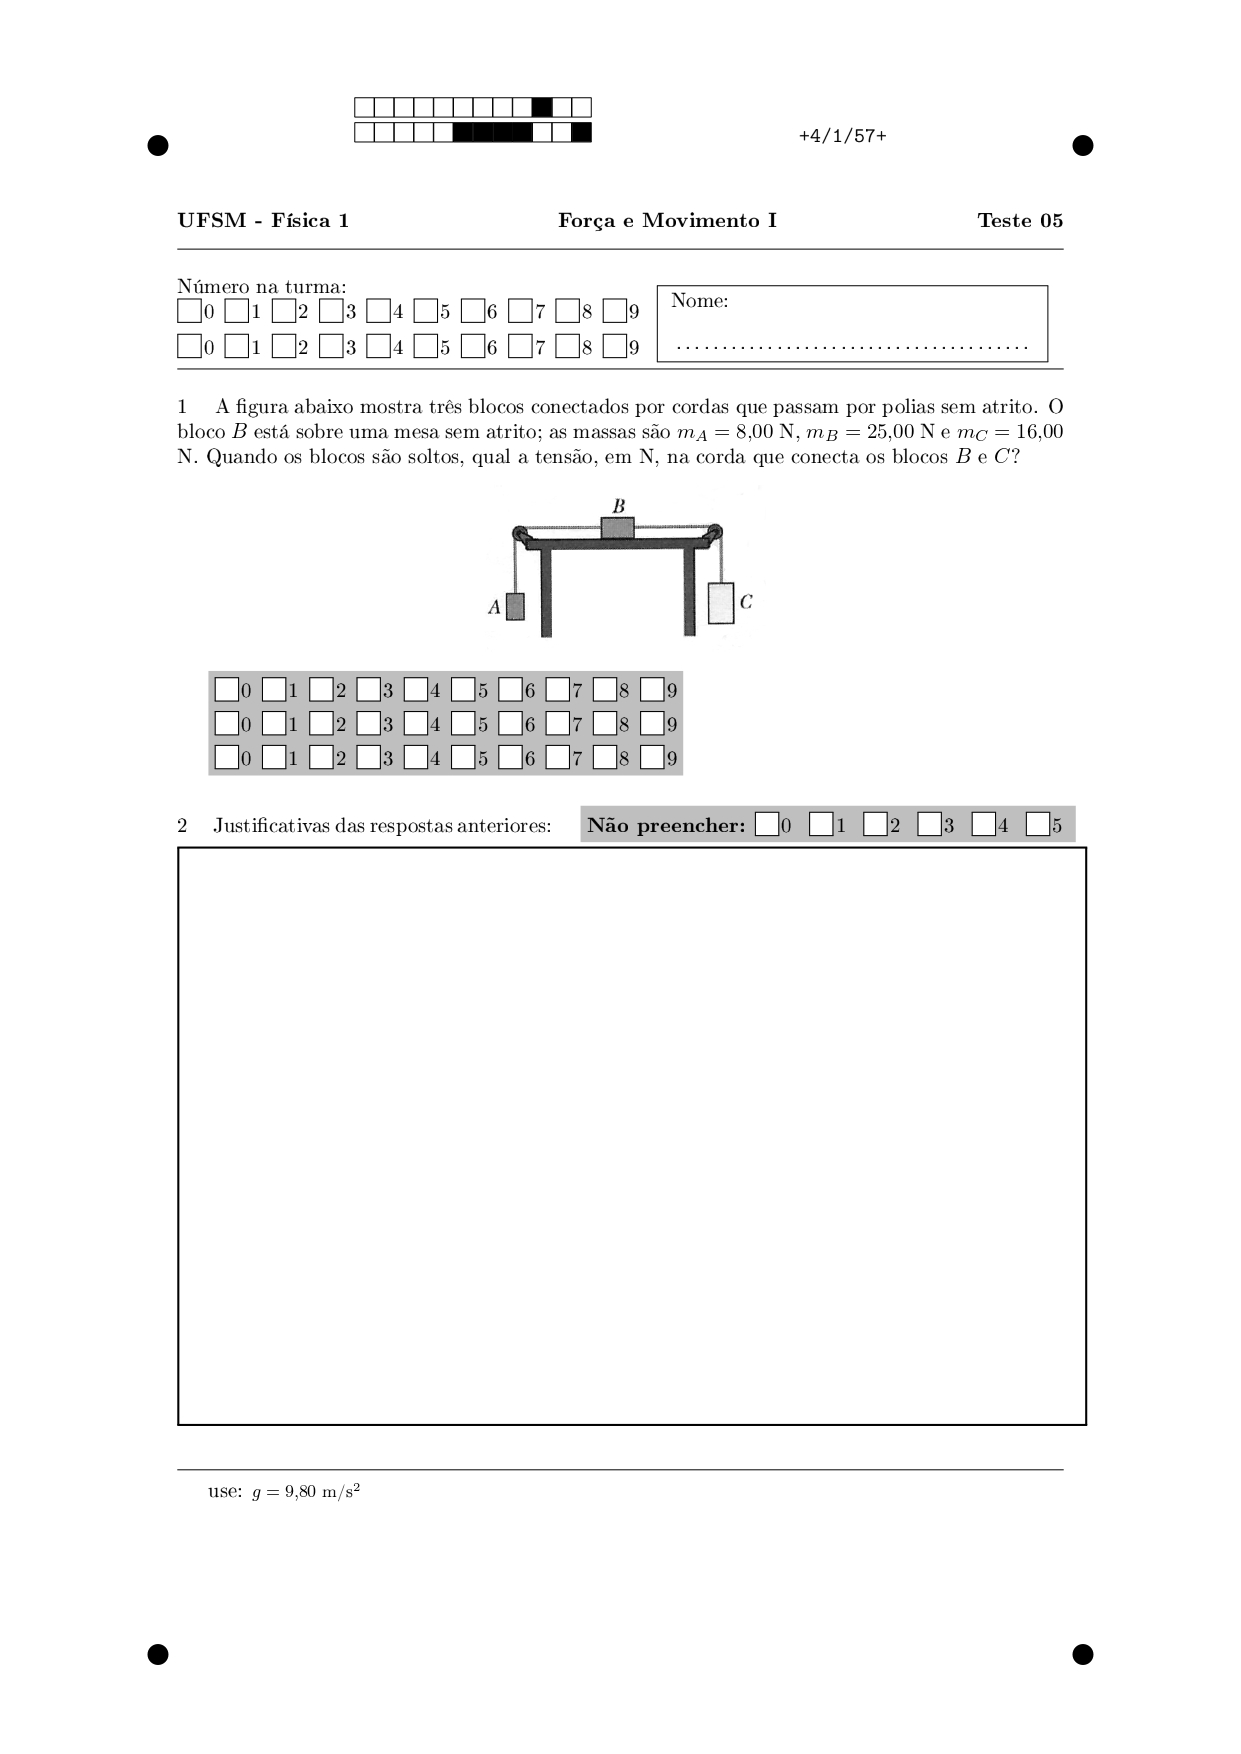 +4/1/57+
UFSM - Física 1 Força e Movimento I Teste 05
Número na turma:
0 1 2 3 4 5 6 7 8 9
0 1 2 3 4 5 6 7 8 9
Nome:
......................................
1 A figura abaixo mostra três blocos conectados por cordas que passam por polias sem atrito. O
bloco B está sobre uma mesa sem atrito; as massas são m_A = 8,00 N, m_B = 25,00 N e m_C = 16,00
N. Quando os blocos são soltos, qual a tensão, em N, na corda que conecta os blocos B e C?
B
A
C
0 1 2 3 4 5 6 7 8 9
0 1 2 3 4 5 6 7 8 9
0 1 2 3 4 5 6 7 8 9
2 Justificativas das respostas anteriores: Não preencher: 0 1 2 3 4 5
use: g = 9,80 m/s²